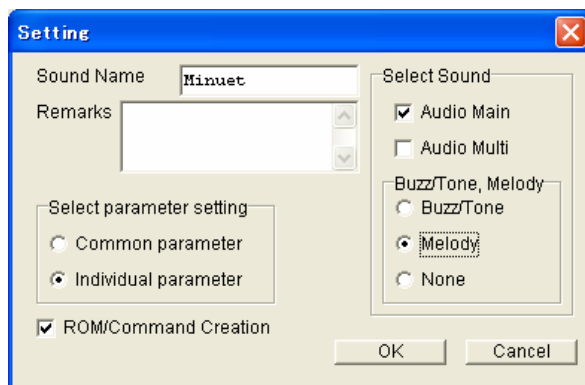 Setting
Sound Name Minuet
Remarks
Select parameter setting
Common parameter
Individual parameter
ROM/Command Creation
Select Sound
Audio Main
Audio Multi
Buzz/Tone, Melody
Buzz/Tone
Melody
None
OK Cancel